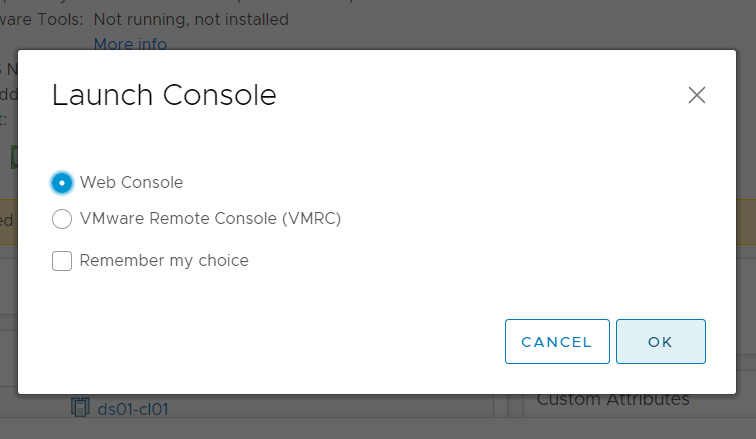 ware Tools: Not running, not installed
More info
Launch Console
Web Console
VMware Remote Console (VMRC)
Remember my choice
CANCEL OK
ds01-cl01
Custom Attributes